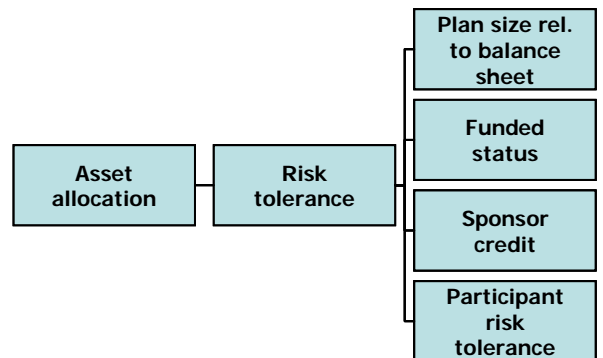 Plan size rel.
to balance
sheet
Funded
status
Asset
allocation
Risk
tolerance
Sponsor
credit
Participant
risk
tolerance